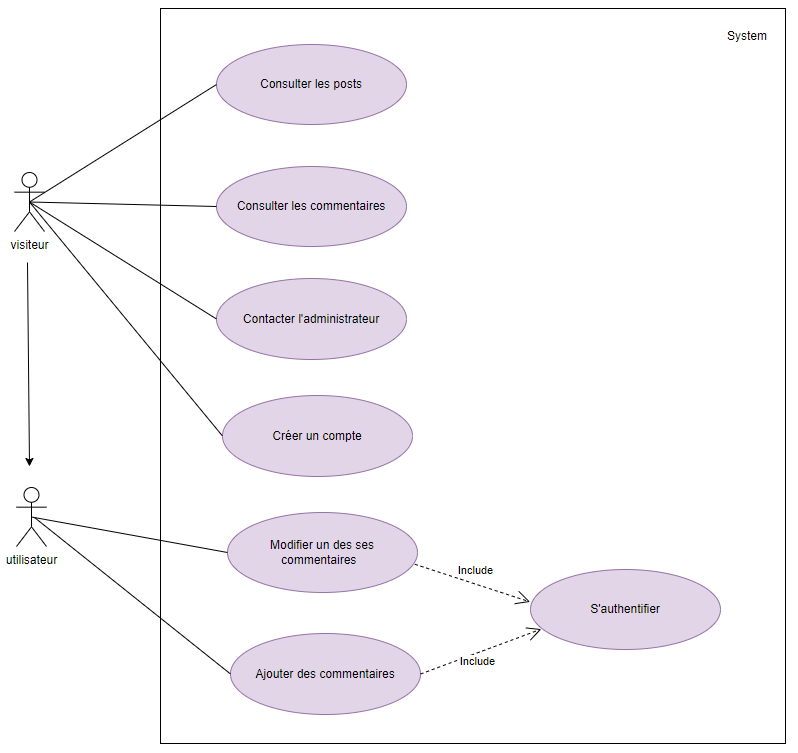 System
Consulter les posts
Consulter les commentaires
visiteur
Contacter l'administrateur
Créer un compte
Modifier un des ses
commentaires
utilisateur
Include
S'authentifier
Include
Ajouter des commentaires